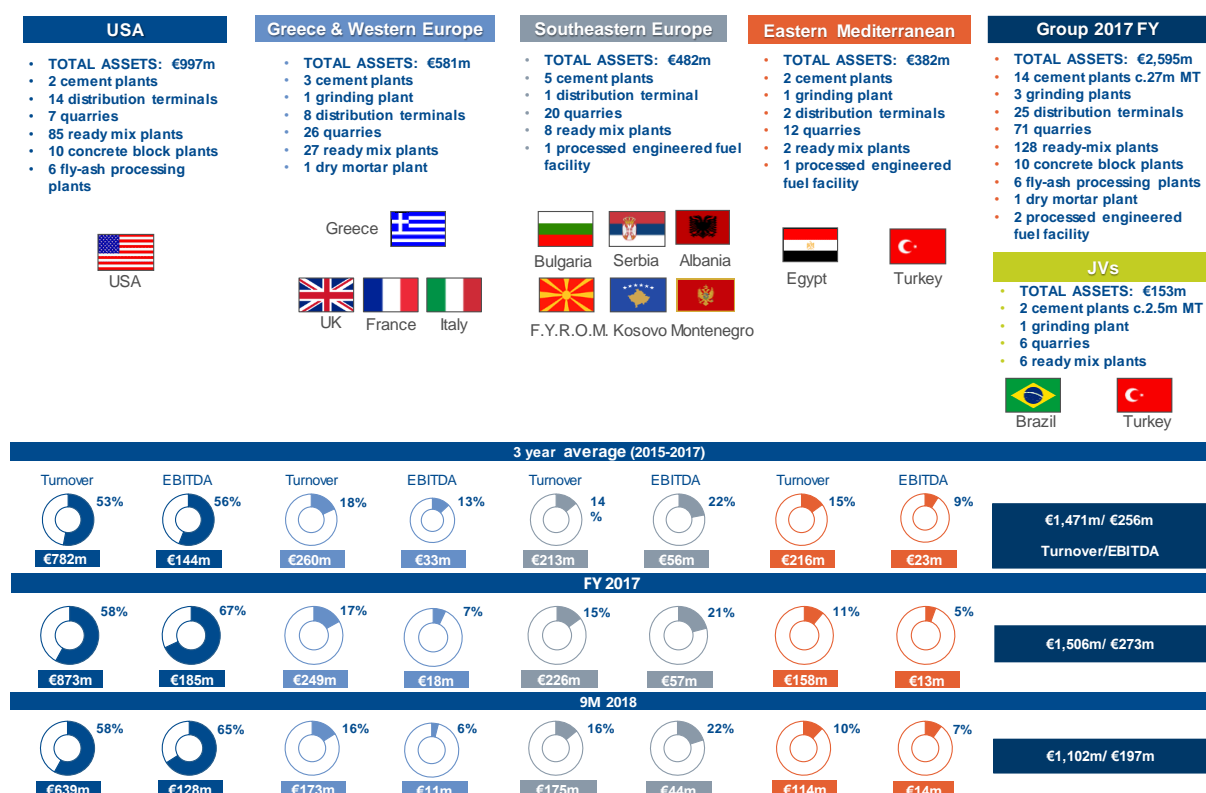 USA
• TOTAL ASSETS: €997m
• 2 cement plants
• 14 distribution terminals
• 7 quarries
• 85 ready mix plants
• 10 concrete block plants
• 6 fly-ash processing
plants
USA
Greece & Western Europe
• TOTAL ASSETS: €581m
• 3 cement plants
• 1 grinding plant
• 8 distribution terminals
• 26 quarries
• 27 ready mix plants
• 1 dry mortar plant
Greece
UK France Italy
Southeastern Europe
• TOTAL ASSETS: €482m
• 5 cement plants
• 1 distribution terminal
• 20 quarries
• 8 ready mix plants
• 1 processed engineered fuel
facility
Bulgaria Serbia Albania
F.Y.R.O.M. Kosovo Montenegro
Eastern Mediterranean
• TOTAL ASSETS: €382m
• 2 cement plants
• 1 grinding plant
• 2 distribution terminals
• 12 quarries
• 2 ready mix plants
• 1 processed engineered
fuel facility
Egypt Turkey
Group 2017 FY
• TOTAL ASSETS: €2,595m
• 14 cement plants c.27m MT
• 3 grinding plants
• 25 distribution terminals
• 71 quarries
• 128 ready-mix plants
• 10 concrete block plants
• 6 fly-ash processing plants
• 1 dry mortar plant
• 2 processed engineered
fuel facility
JVs
• TOTAL ASSETS: €153m
• 2 cement plants c.2.5m MT
• 1 grinding plant
• 6 quarries
• 6 ready mix plants
Brazil Turkey
3 year average (2015-2017)
Turnover EBITDA Turnover EBITDA Turnover EBITDA Turnover EBITDA
53% 56% 18% 13% 14 22% 15% 9%
%
€782m €144m €260m €33m €213m €56m €216m €23m
€1,471m/ €256m
Turnover/EBITDA
FY 2017
58% 67% 17% 7% 15% 21% 11% 5%
€873m €185m €249m €18m €226m €57m €158m €13m
€1,506m/ €273m
9M 2018
58% 65% 16% 6% 16% 22% 10% 7%
€639m €128m €173m €11m €175m €44m €114m €14m
€1,102m/ €197m